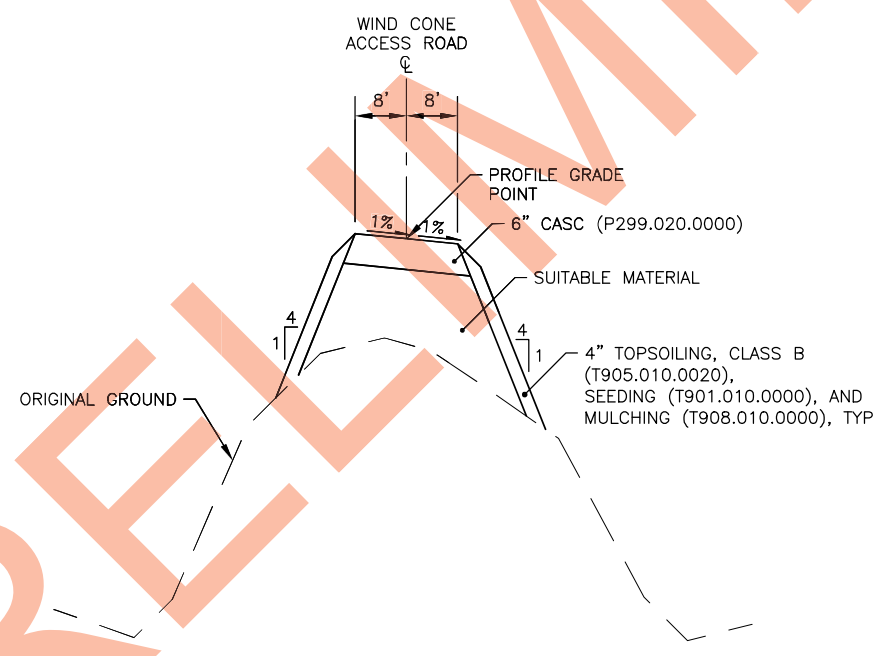 WIND CONE
ACCESS ROAD
℄
8' 8'
PROFILE GRADE
POINT
1% 1%
6" CASC (P299.020.0000)
SUITABLE MATERIAL
4
1
4
1
4" TOPSOILING, CLASS B
(T905.010.0020),
SEEDING (T901.010.0000), AND
MULCHING (T908.010.0000), TYP
ORIGINAL GROUND
RELIM